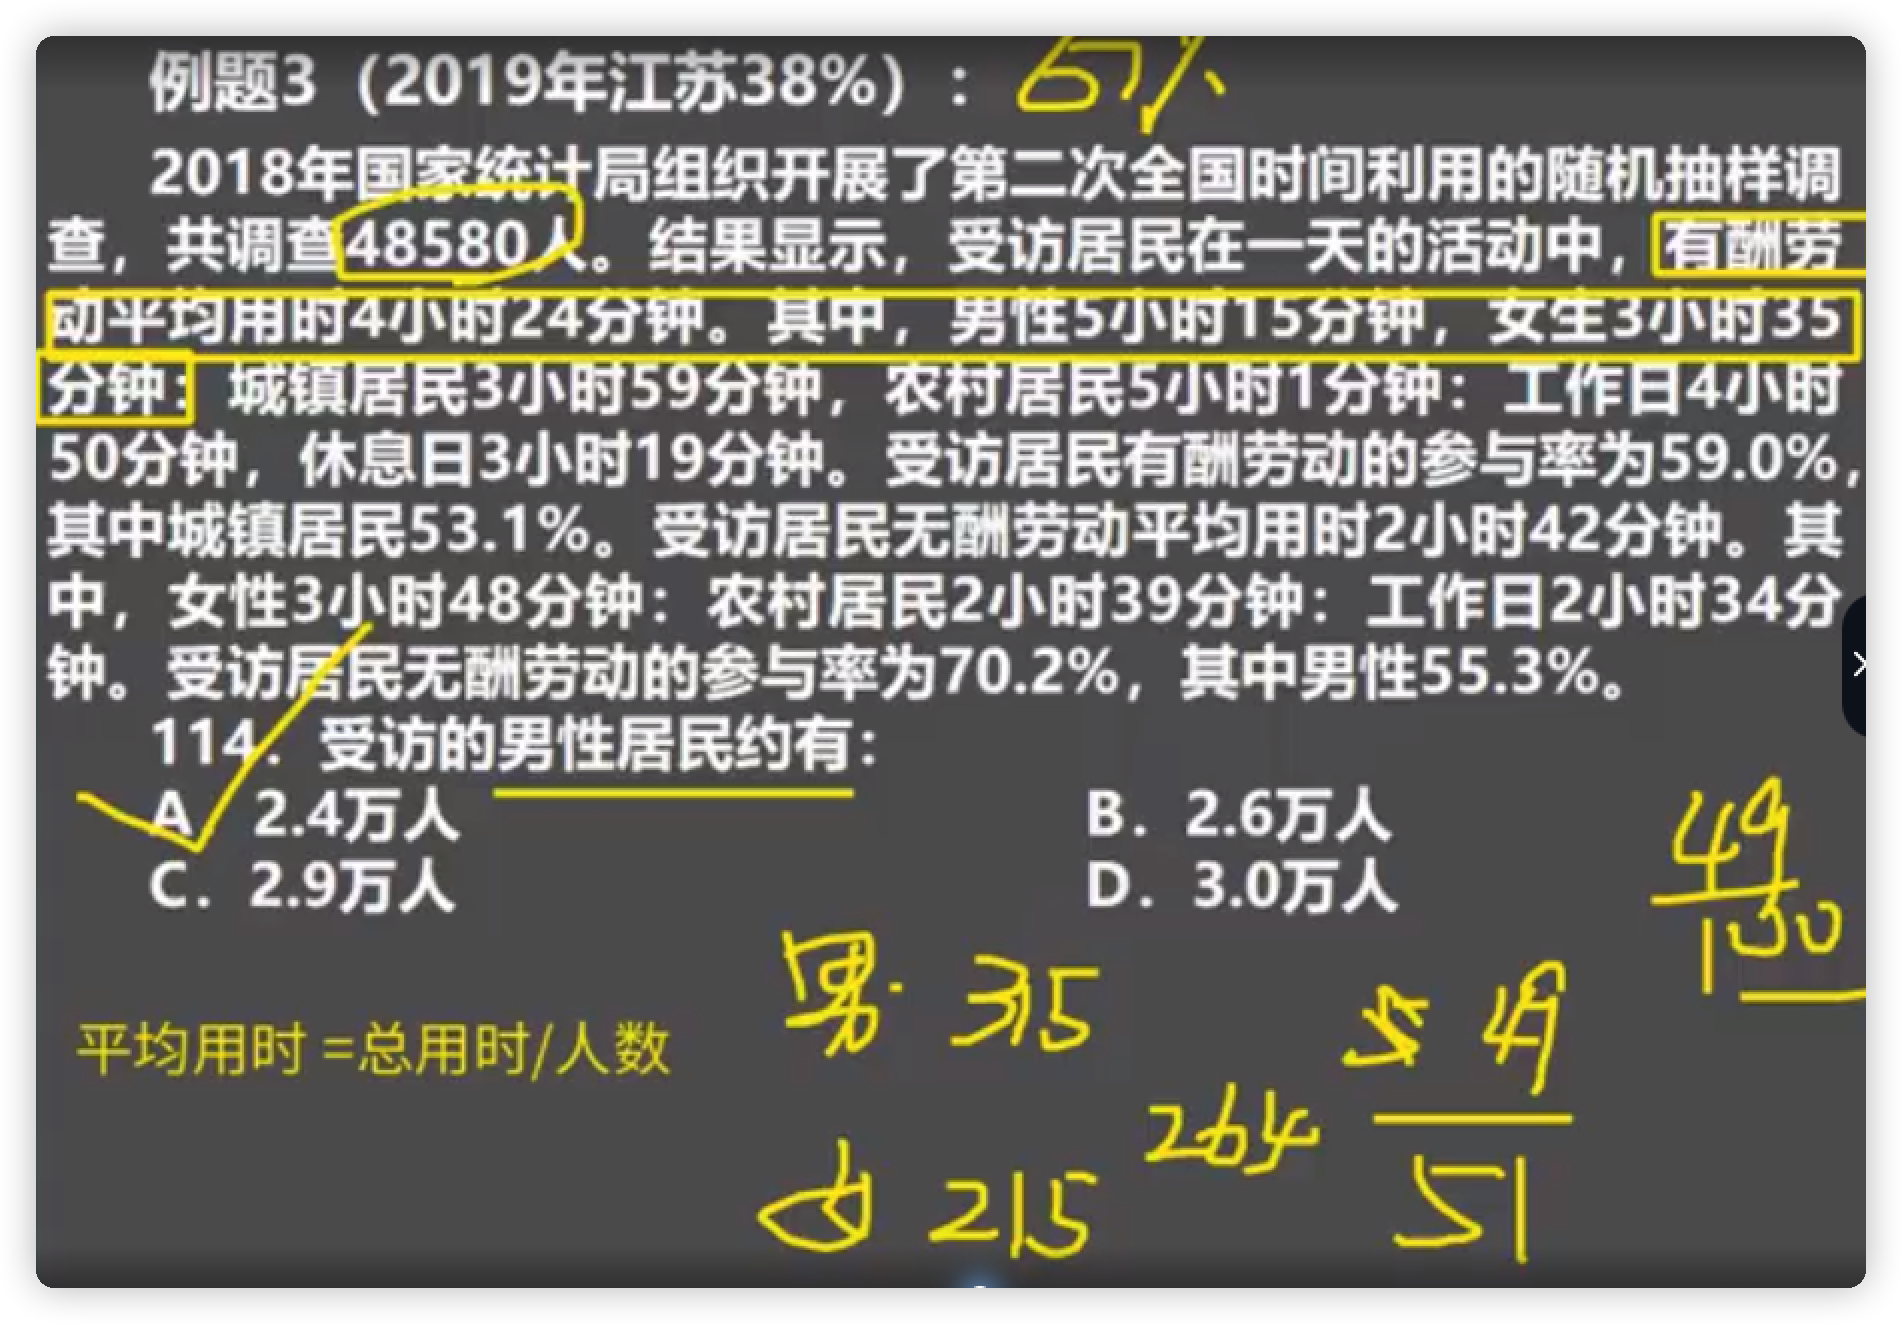 例题3（2019年江苏38%）：67%
2018年国家统计局组织开展了第二次全国时间利用的随机抽样调
查，共调查48580人。结果显示，受访居民在一天的活动中，有酬劳
动平均用时4小时24分钟。其中，男性5小时15分钟，女生3小时35
分钟：城镇居民3小时59分钟，农村居民5小时1分钟：工作日4小时
50分钟，休息日3小时19分钟。受访居民有酬劳动的参与率为59.0%，
其中城镇居民53.1%。受访居民无酬劳动平均用时2小时42分钟。其
中，女性3小时48分钟：农村居民2小时39分钟：工作日2小时34分
钟。受访居民无酬劳动的参与率为70.2%，其中男性55.3%。
114．受访的男性居民约有：
A 2.4万人 B．2.6万人
C．2.9万人 D．3.0万人
49
100
男 315
49
平均用时=总用时/人数
264
女 215
51